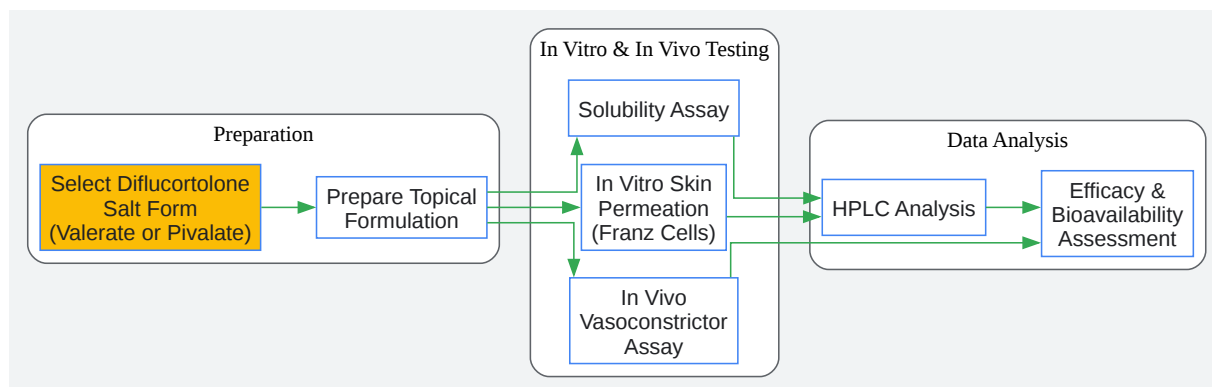 Preparation
Select Diflucortolone
Salt Form
(Valerate or Pivalate)
Prepare Topical
Formulation
In Vitro & In Vivo Testing
Solubility Assay
In Vitro Skin
Permeation
(Franz Cells)
In Vivo
Vasoconstrictor
Assay
Data Analysis
HPLC Analysis
Efficacy &
Bioavailability
Assessment